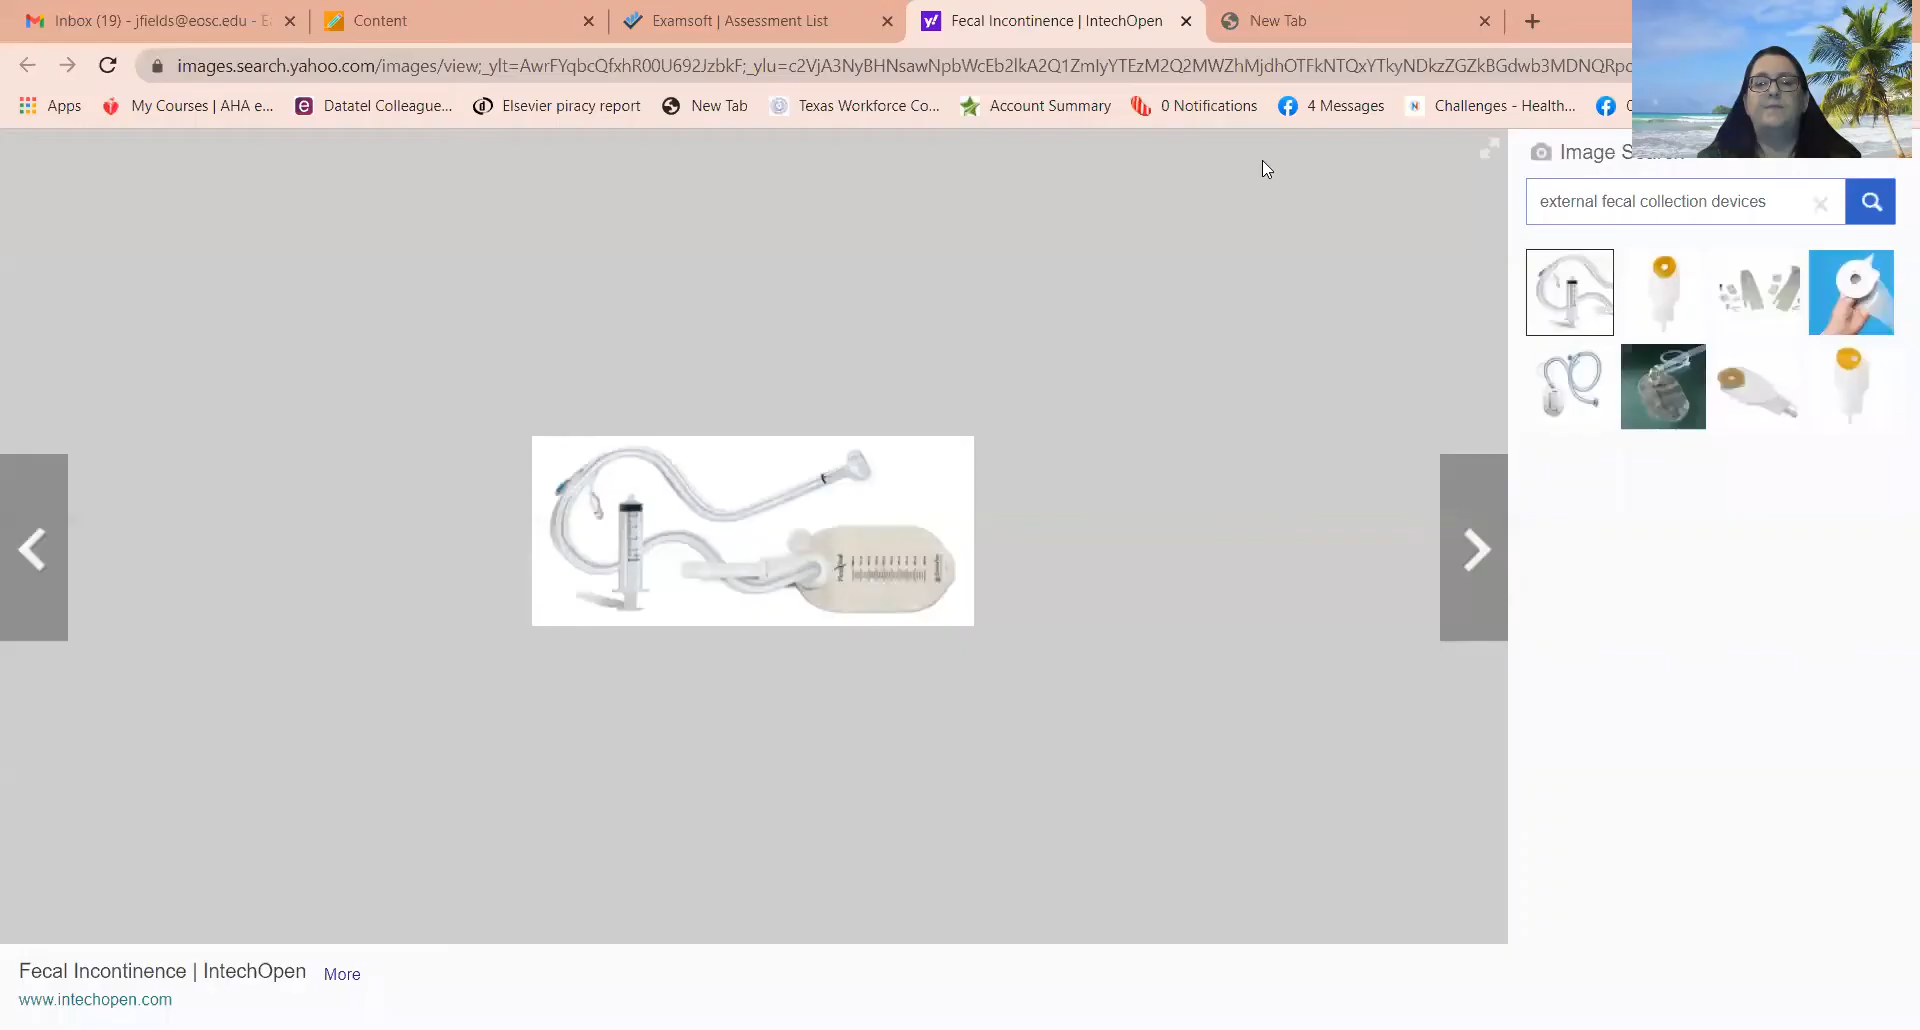 Inbox (19) - jfields@eosc.edu - Ea
Content
Examsoft | Assessment List
Fecal Incontinence | IntechOpen
New Tab
images.search.yahoo.com/images/view;_ylt=AwrFYqbcQfxhR00U692JzbkF;_ylu=c2VjA3NyBHNsawNpbWcEb2lkA2Q1ZmIyYTEzM2Q2MWZhMjdhOTFkNTQxYTkyNDkzZGZkBGdwb3MDNQRpc
Apps
My Courses | AHA e...
Datatel Colleague...
Elsevier piracy report
New Tab
Texas Workforce Co...
Account Summary
0 Notifications
4 Messages
Challenges - Health...
Image Search
external fecal collection devices
Fecal Incontinence | IntechOpen More
www.intechopen.com